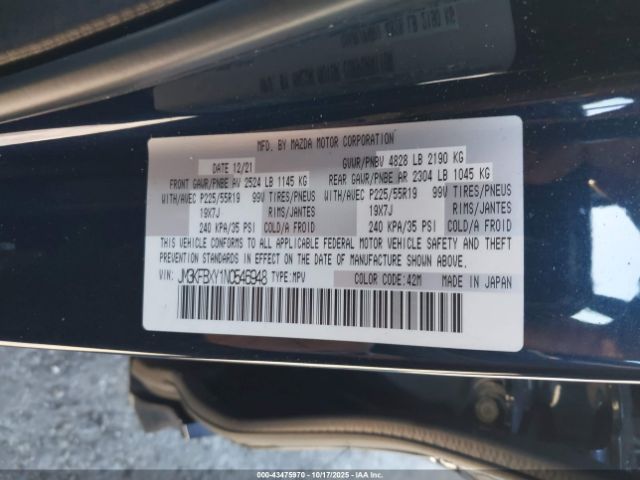 MFD. BY MAZDA MOTOR CORPORATION
DATE 12/21 GVWR/PNBV 4828 LB 2190 KG
FRONT GAWR/PNBE AV 2524 LB 1145 KG REAR GAWR/PNBE AR 2304 LB 1045 KG
WITH/AVEC P225/55R19 99V TIRES/PNEUS WITH/AVEC P225/55R19 99V TIRES/PNEUS
19X7J RIMS/JANTES 19X7J RIMS/JANTES
240 KPA/35 PSI COLD/A FROID 240 KPA/35 PSI COLD/A FROID
THIS VEHICLE CONFORMS TO ALL APPLICABLE FEDERAL MOTOR VEHICLE SAFETY AND THEFT
PREVENTION STANDARDS IN EFFECT ON THE DATE OF MANUFACTURE SHOWN ABOVE.
VIN: JM3KFBXY1N0546948 TYPE: MPV COLOR CODE: 42M MADE IN JAPAN
© Image - 43475970 - 10/17/2025 - IAA Inc. Copyright